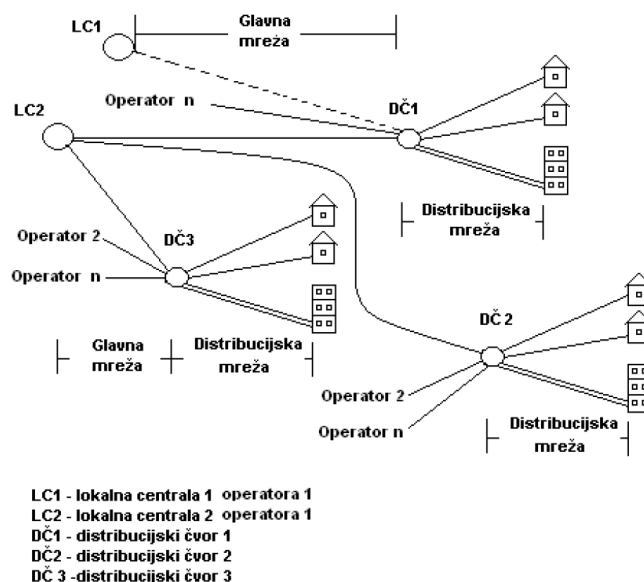 LC1
Glavna
mreža
Operator n
DČ1
LC2
Distribucijska
mreža
Operator 2
DČ3
Operator n
DČ 2
Glavna
mreža
Distribucijska
mreža
Operator 2
Operator n
Distribucijska
mreža
LC1 - lokalna centrala 1 operatora 1
LC2 - lokalna centrala 2 operatora 1
DČ1 - distribucijski čvor 1
DČ2 - distribucijski čvor 2
DČ 3 -distribucijski čvor 3